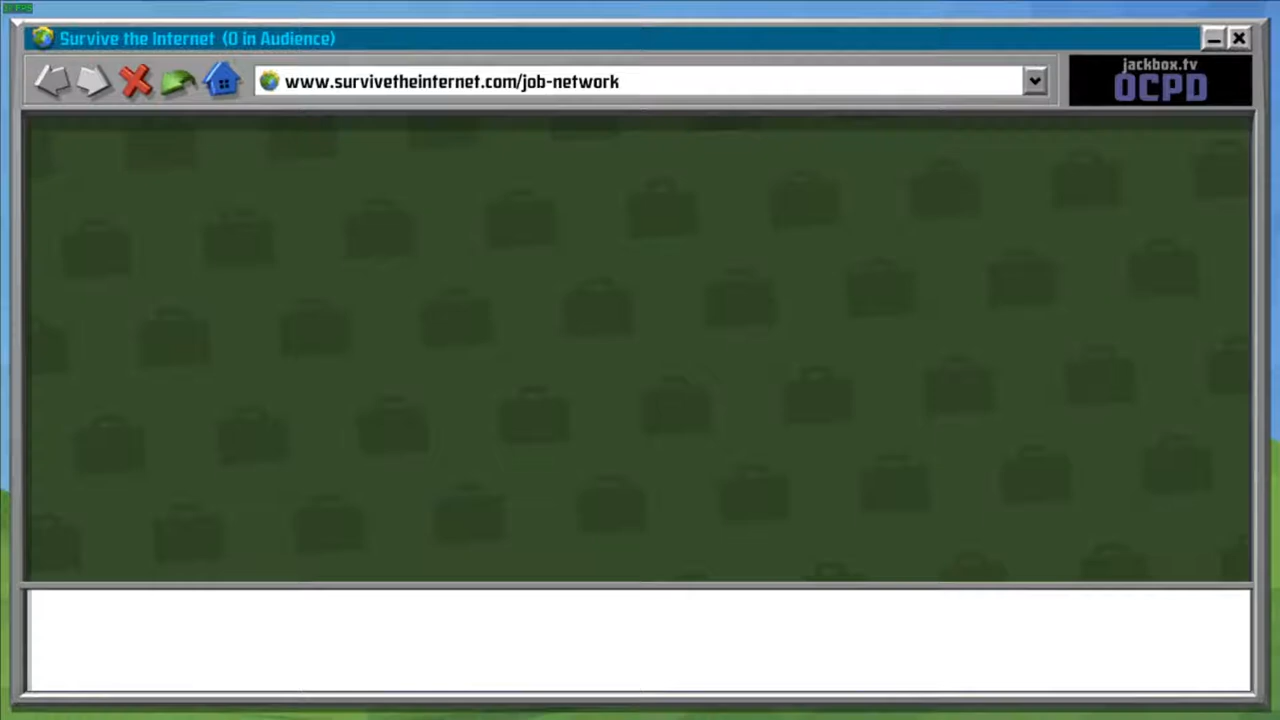 Survive the Internet (0 in Audience)
www.survivetheinternet.com/job-network
jackbox.tv
OCPD